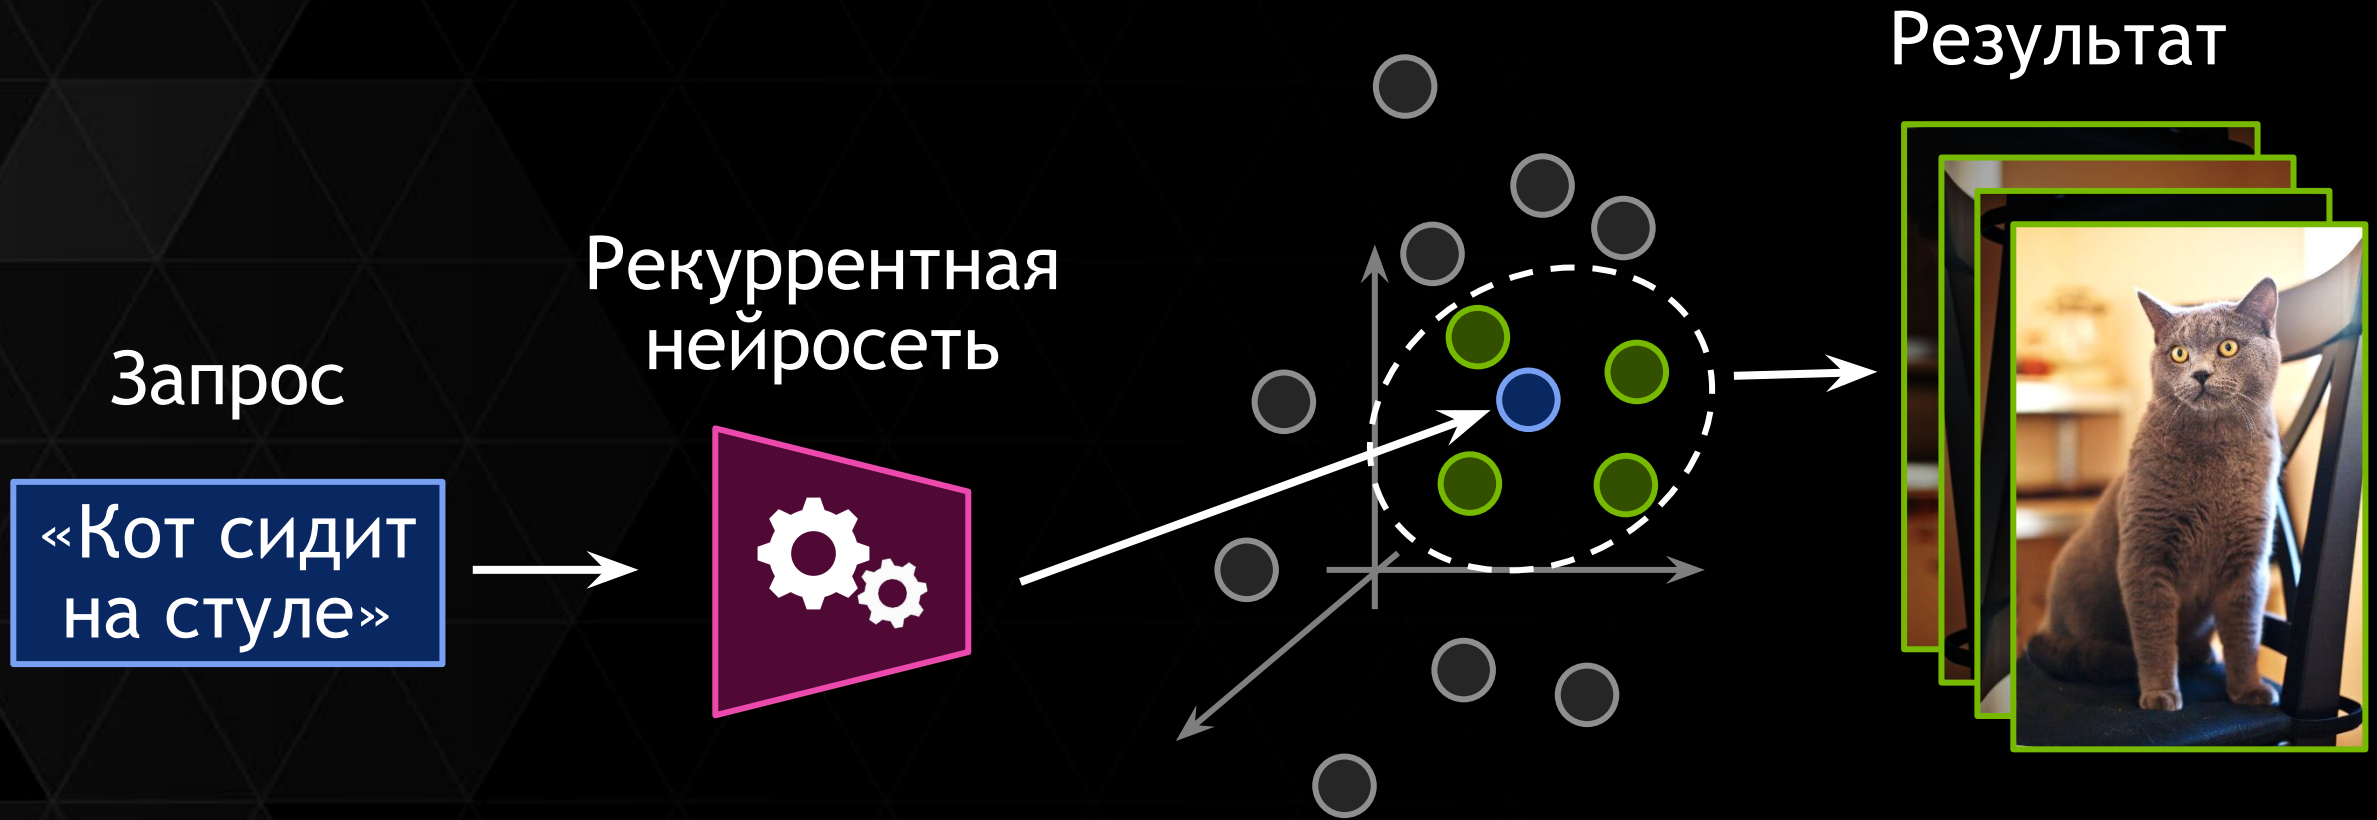 Запрос
«Кот сидит
на стуле»
Рекуррентная
нейросеть
Результат